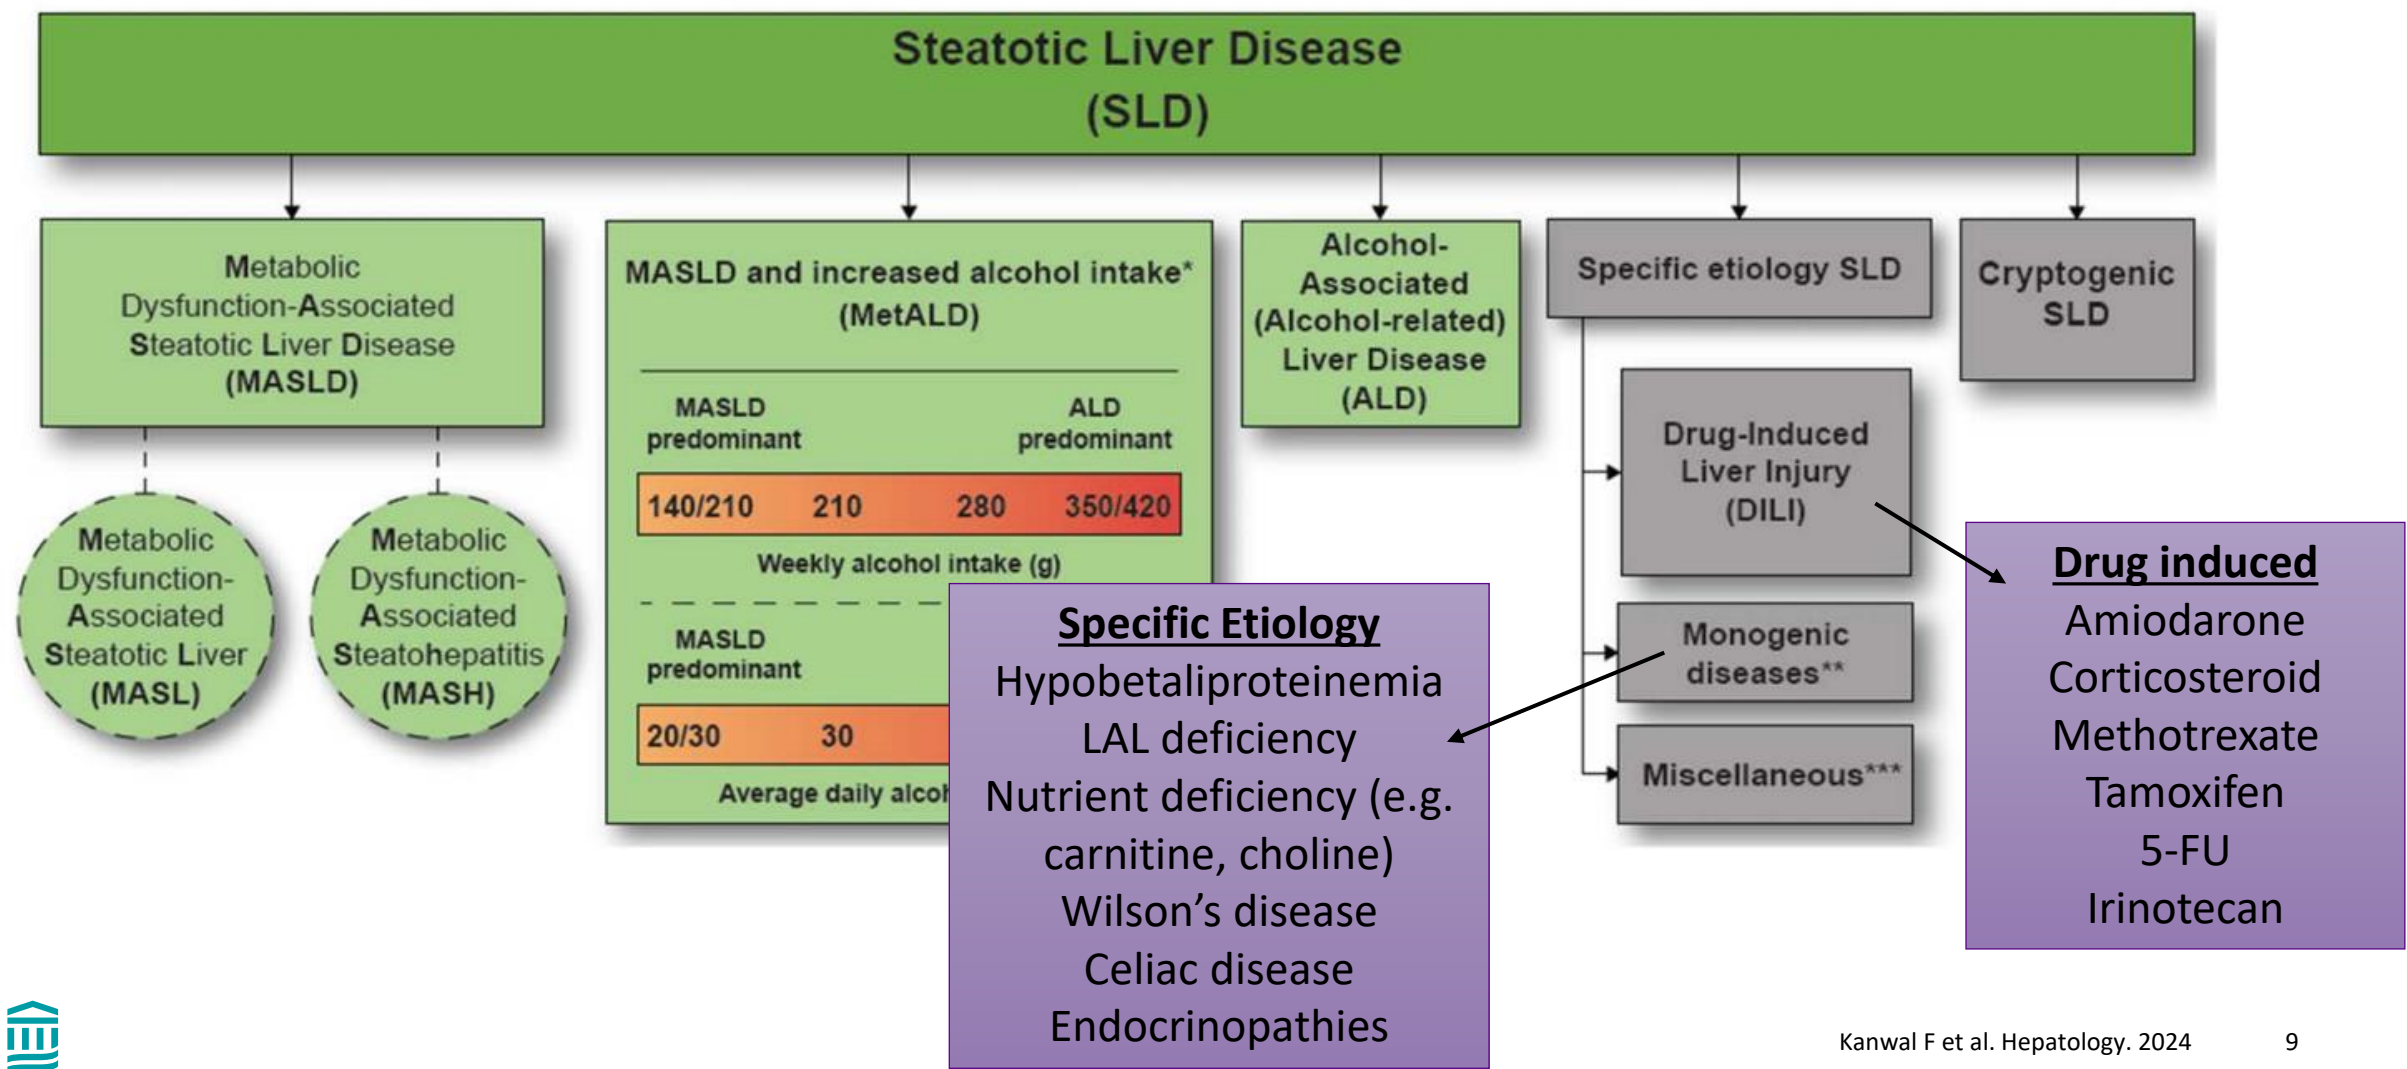 Steatotic Liver Disease
(SLD)
Metabolic
Dysfunction-Associated
Steatotic Liver Disease
(MASLD)
Metabolic
Dysfunction-
Associated
Steatotic Liver
(MASL)
Metabolic
Dysfunction-
Associated
Steatohepatitis
(MASH)
MASLD and increased alcohol intake*
(MetALD)
MASLD
predominant
ALD
predominant
140/210 210 280 350/420
Weekly alcohol intake (g)
MASLD
predominant
20/30 30
Average daily
Alcohol-
Associated
(Alcohol-related)
Liver Disease
(ALD)
Specific etiology SLD
Drug-Induced
Liver Injury
(DILI)
Monogenic
diseases**
Miscellaneous***
Cryptogenic
SLD
Specific Etiology
Hypobetaliproteinemia
LAL deficiency
Nutrient deficiency (e.g.
carnitine, choline)
Wilson’s disease
Celiac disease
Endocrinopathies
Drug induced
Amiodarone
Corticosteroid
Methotrexate
Tamoxifen
5-FU
Irinotecan
Kanwal F et al. Hepatology. 2024
9